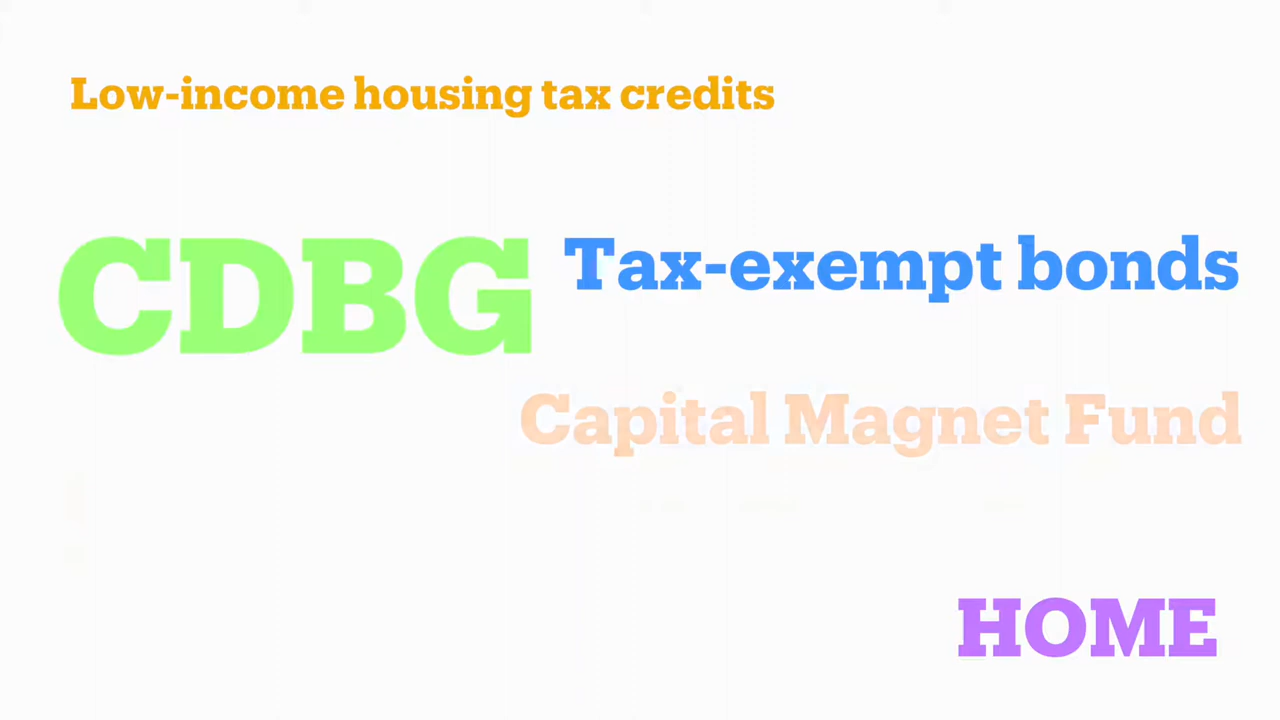 Low-income housing tax credits
CDBG
Tax-exempt bonds
Capital Magnet Fund
HOME